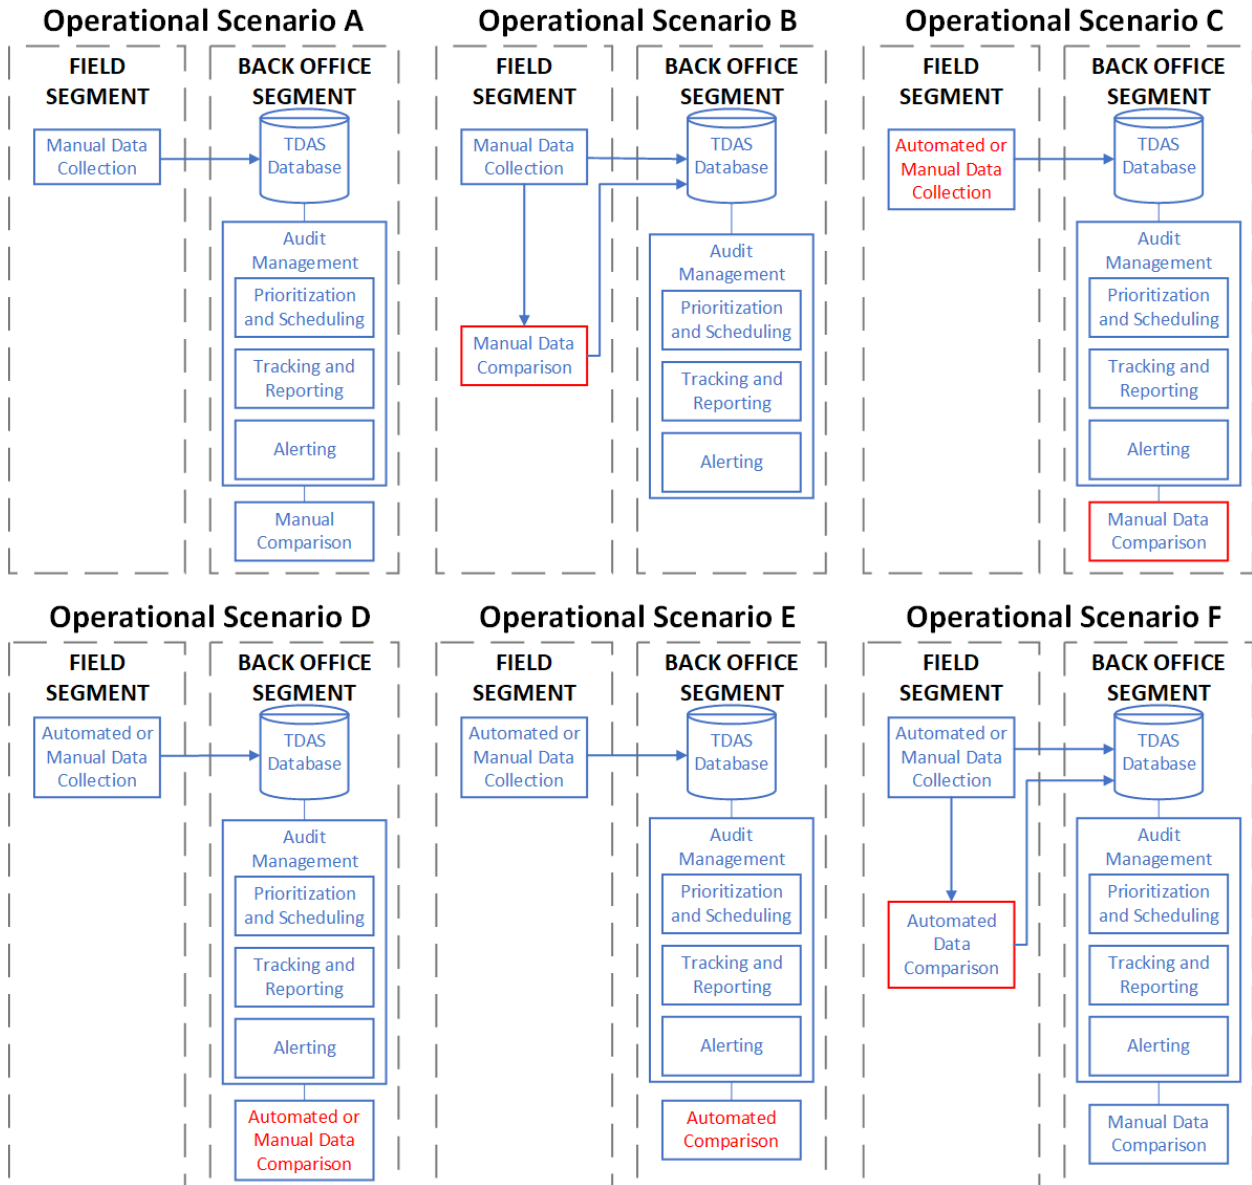 Operational Scenario A
FIELD
SEGMENT
BACK OFFICE
SEGMENT
Manual Data
Collection
TDAS
Database
Audit
Management
Prioritization
and Scheduling
Tracking and
Reporting
Alerting
Manual
Comparison
Operational Scenario B
FIELD
SEGMENT
BACK OFFICE
SEGMENT
Manual Data
Collection
Manual Data
Comparison
TDAS
Database
Audit
Management
Prioritization
and Scheduling
Tracking and
Reporting
Alerting
Operational Scenario C
FIELD
SEGMENT
BACK OFFICE
SEGMENT
Automated or
Manual Data
Collection
TDAS
Database
Audit
Management
Prioritization
and Scheduling
Tracking and
Reporting
Alerting
Manual Data
Comparison
Operational Scenario D
FIELD
SEGMENT
BACK OFFICE
SEGMENT
Automated or
Manual Data
Collection
TDAS
Database
Audit
Management
Prioritization
and Scheduling
Tracking and
Reporting
Alerting
Automated or
Manual Data
Comparison
Operational Scenario E
FIELD
SEGMENT
BACK OFFICE
SEGMENT
Automated or
Manual Data
Collection
TDAS
Database
Audit
Management
Prioritization
and Scheduling
Tracking and
Reporting
Alerting
Automated
Comparison
Operational Scenario F
FIELD
SEGMENT
BACK OFFICE
SEGMENT
Automated or
Manual Data
Collection
Automated
Data
Comparison
TDAS
Database
Audit
Management
Prioritization
and Scheduling
Tracking and
Reporting
Alerting
Manual Data
Comparison